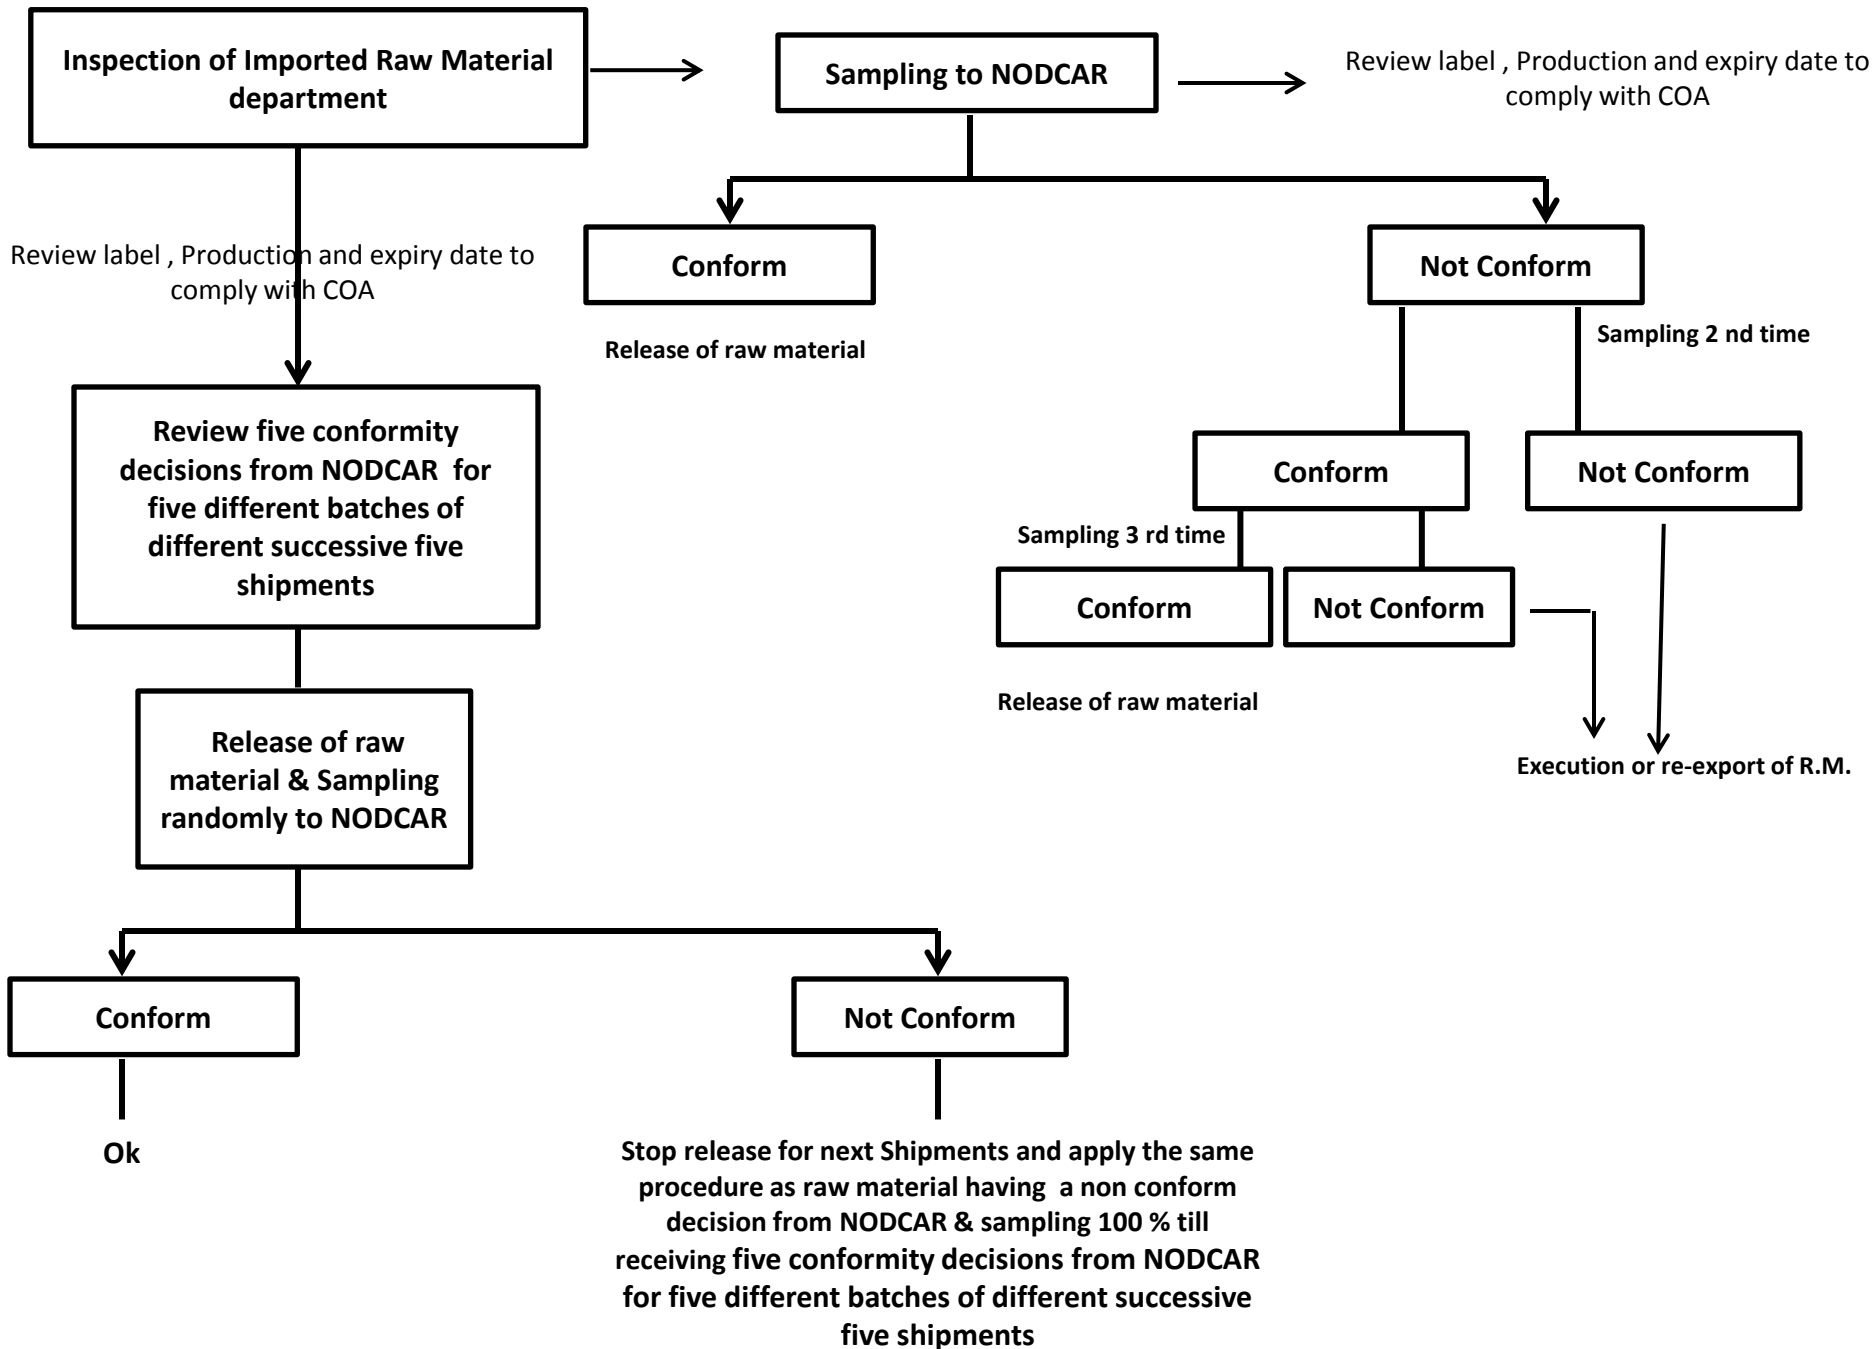 Inspection of Imported Raw Material
department
Sampling to NODCAR
Review label , Production and expiry date to
comply with COA
Conform
Not Conform
Review label , Production and expiry date to
comply with COA
Release of raw material
Sampling 2 nd time
Review five conformity
decisions from NODCAR for
five different batches of
different successive five
shipments
Conform
Not Conform
Sampling 3 rd time
Conform
Not Conform
Release of raw material
Execution or re-export of R.M.
Release of raw
material & Sampling
randomly to NODCAR
Conform
Not Conform
Ok
Stop release for next Shipments and apply the same
procedure as raw material having a non conform
decision from NODCAR & sampling 100 % till
receiving five conformity decisions from NODCAR
for five different batches of different successive
five shipments